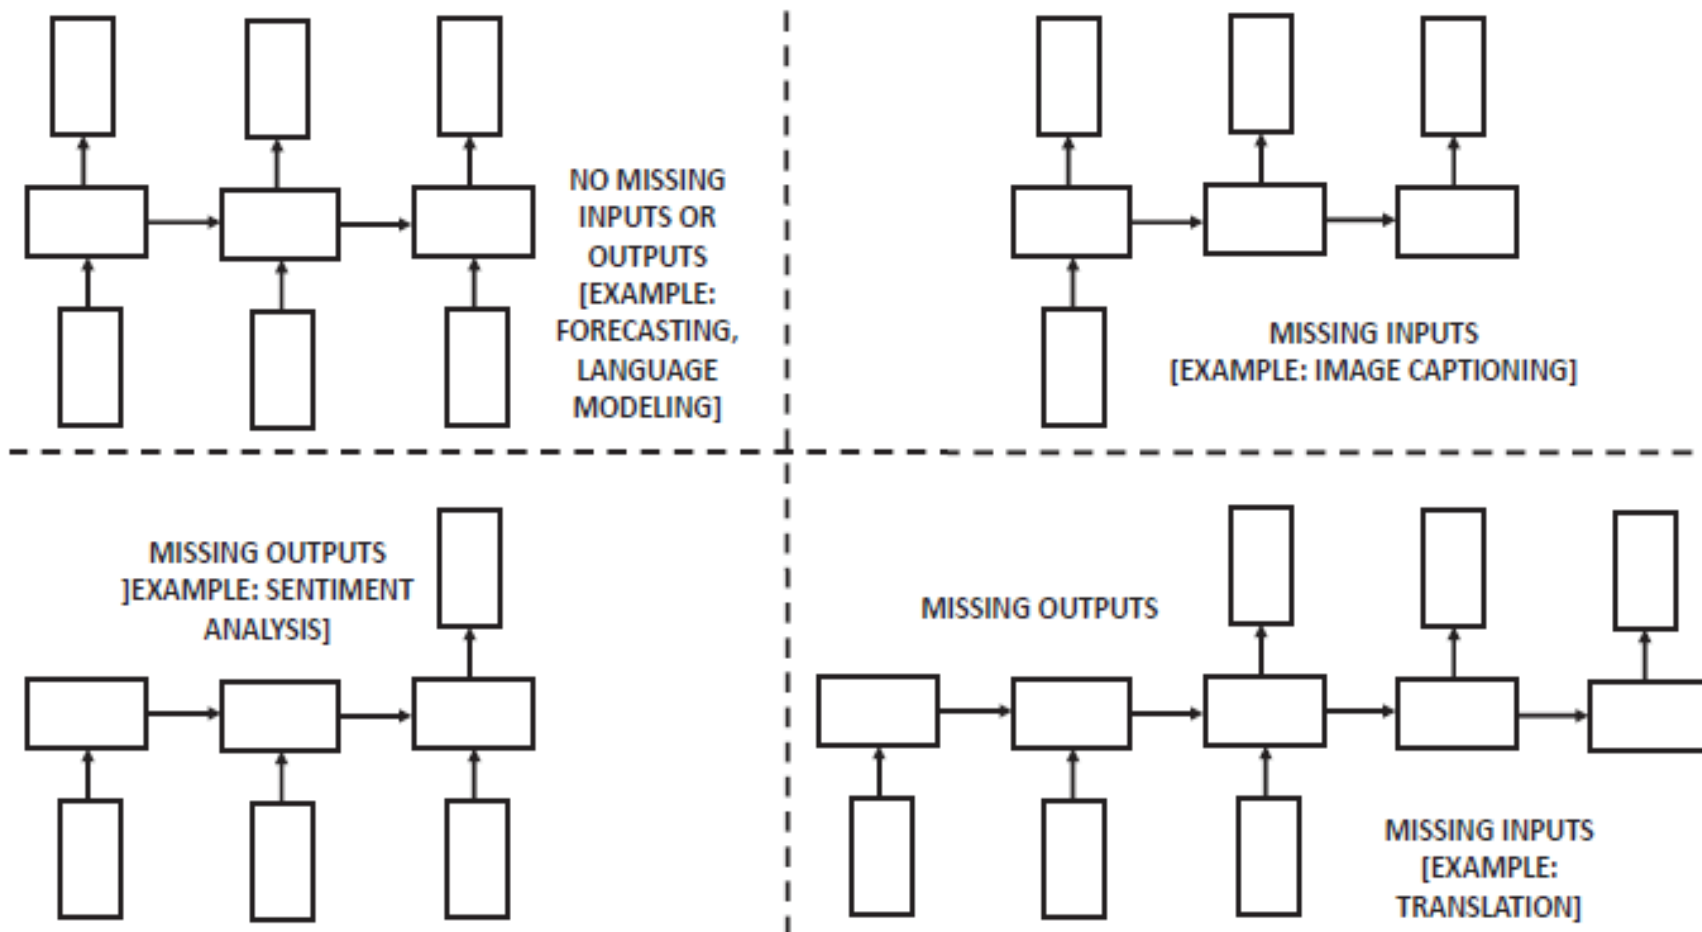 NO MISSING
INPUTS OR
OUTPUTS
[EXAMPLE:
FORECASTING,
LANGUAGE
MODELING]
MISSING INPUTS
[EXAMPLE: IMAGE CAPTIONING]
MISSING OUTPUTS
]EXAMPLE: SENTIMENT
ANALYSIS]
MISSING OUTPUTS
MISSING INPUTS
[EXAMPLE:
TRANSLATION]